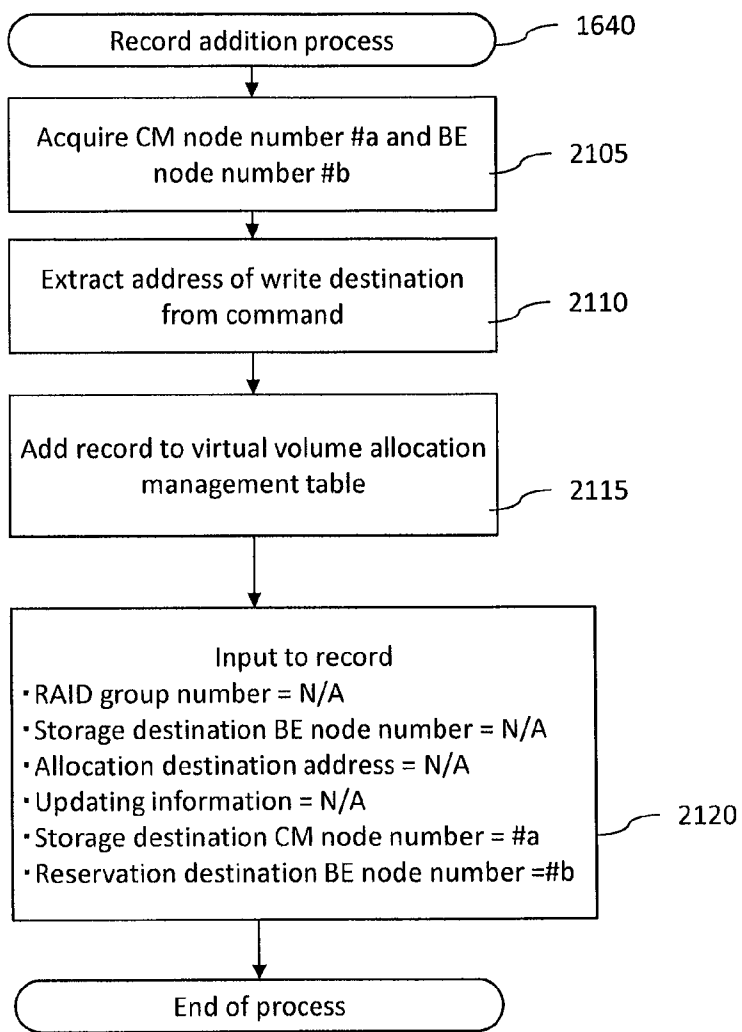 Record addition process
1640
Acquire CM node number #a and BE
node number #b
2105
Extract address of write destination
from command
2110
Add record to virtual volume allocation
management table
2115
Input to record
・RAID group number = N/A
・Storage destination BE node number = N/A
・Allocation destination address = N/A
・Updating information = N/A
・Storage destination CM node number = #a
・Reservation destination BE node number =#b
2120
End of process